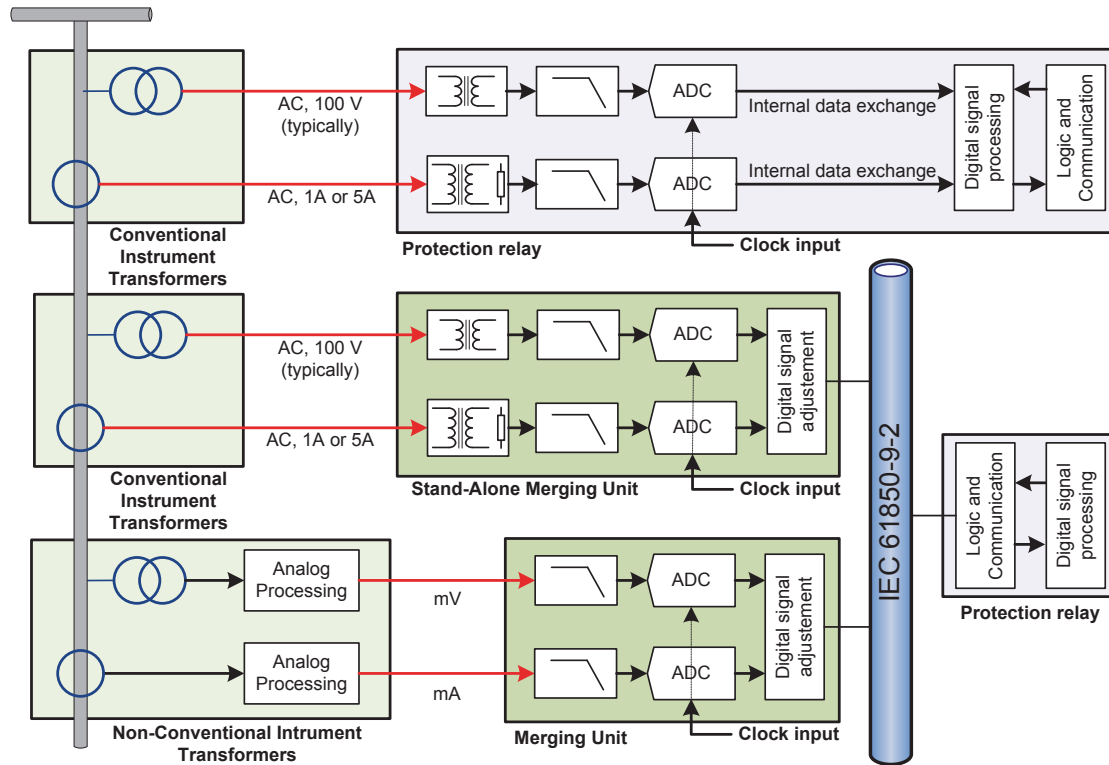 AC, 100 V
(typically)
AC, 1A or 5A
ADC
ADC
Internal data exchange
Internal data exchange
Digital signal
processing
Logic and
Communication
Conventional
Instrument
Transformers
Protection relay
Clock input
AC, 100 V
(typically)
AC, 1A or 5A
ADC
ADC
Digital signal
adjustement
Conventional
Instrument
Transformers
Stand-Alone Merging Unit
Clock input
IEC 61850-9-2
Logic and
Communication
Digital signal
processing
Protection relay
Analog
Processing
Analog
Processing
mV
mA
ADC
ADC
Digital signal
adjustement
Non-Conventional Intrument
Transformers
Merging Unit
Clock input